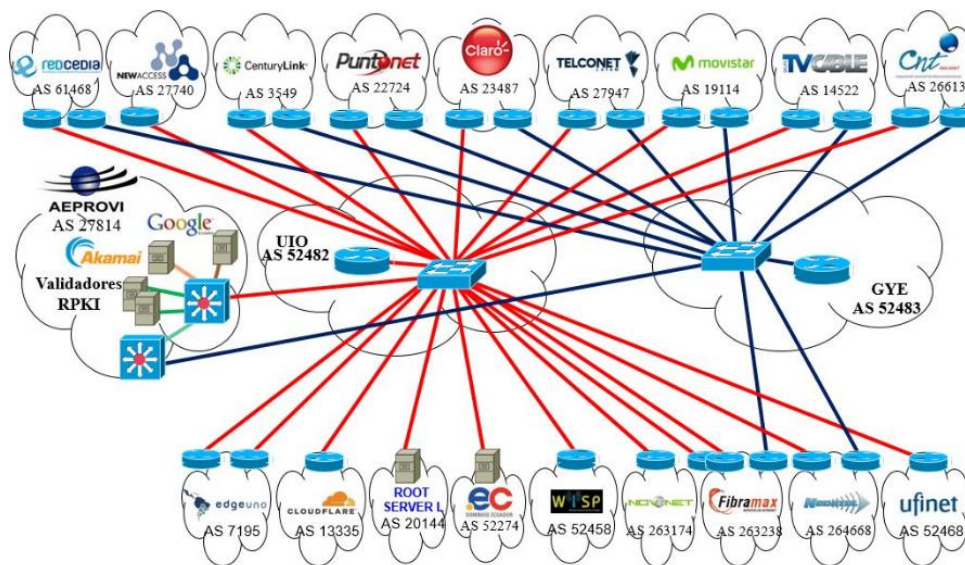 redcedia
NEWACCESS
CenturyLink
Puntonet
Claro
TELCONET
movistar
TVCABLE
Cnt
AS 61468
AS 27740
AS 3549
AS 22724
AS 23487
AS 27947
AS 19114
AS 14522
AS 26613
AEPROVI
AS 27814
Google
Akamai
Validadores
RPKI
UIO
AS 52482
GYE
AS 52483
edgeuno
AS 7195
CLOUDFLARE
AS 13335
ROOT
SERVER L
AS 20144
.ec
DOMINIOS ECUADOR
AS 52274
WISP
AS 52458
NOVNET
AS 263174
Fibramax
AS 263238
AS 264668
ufinet
AS 52468